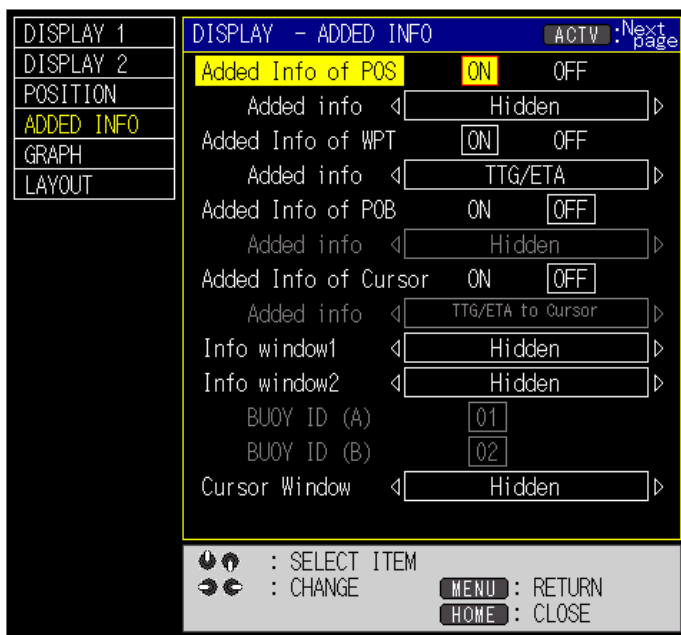 DISPLAY 1
DISPLAY 2
POSITION
ADDED INFO
GRAPH
LAYOUT
DISPLAY - ADDED INFO ACTV :Next page
Added Info of POS ON OFF
Added info Hidden
Added Info of WPT ON OFF
Added info TTG/ETA
Added Info of POB ON OFF
Added info Hidden
Added Info of Cursor ON OFF
Added info TTG/ETA to Cursor
Info window1 Hidden
Info window2 Hidden
BUOY ID (A) 01
BUOY ID (B) 02
Cursor Window Hidden
: SELECT ITEM
: CHANGE MENU : RETURN
HOME : CLOSE